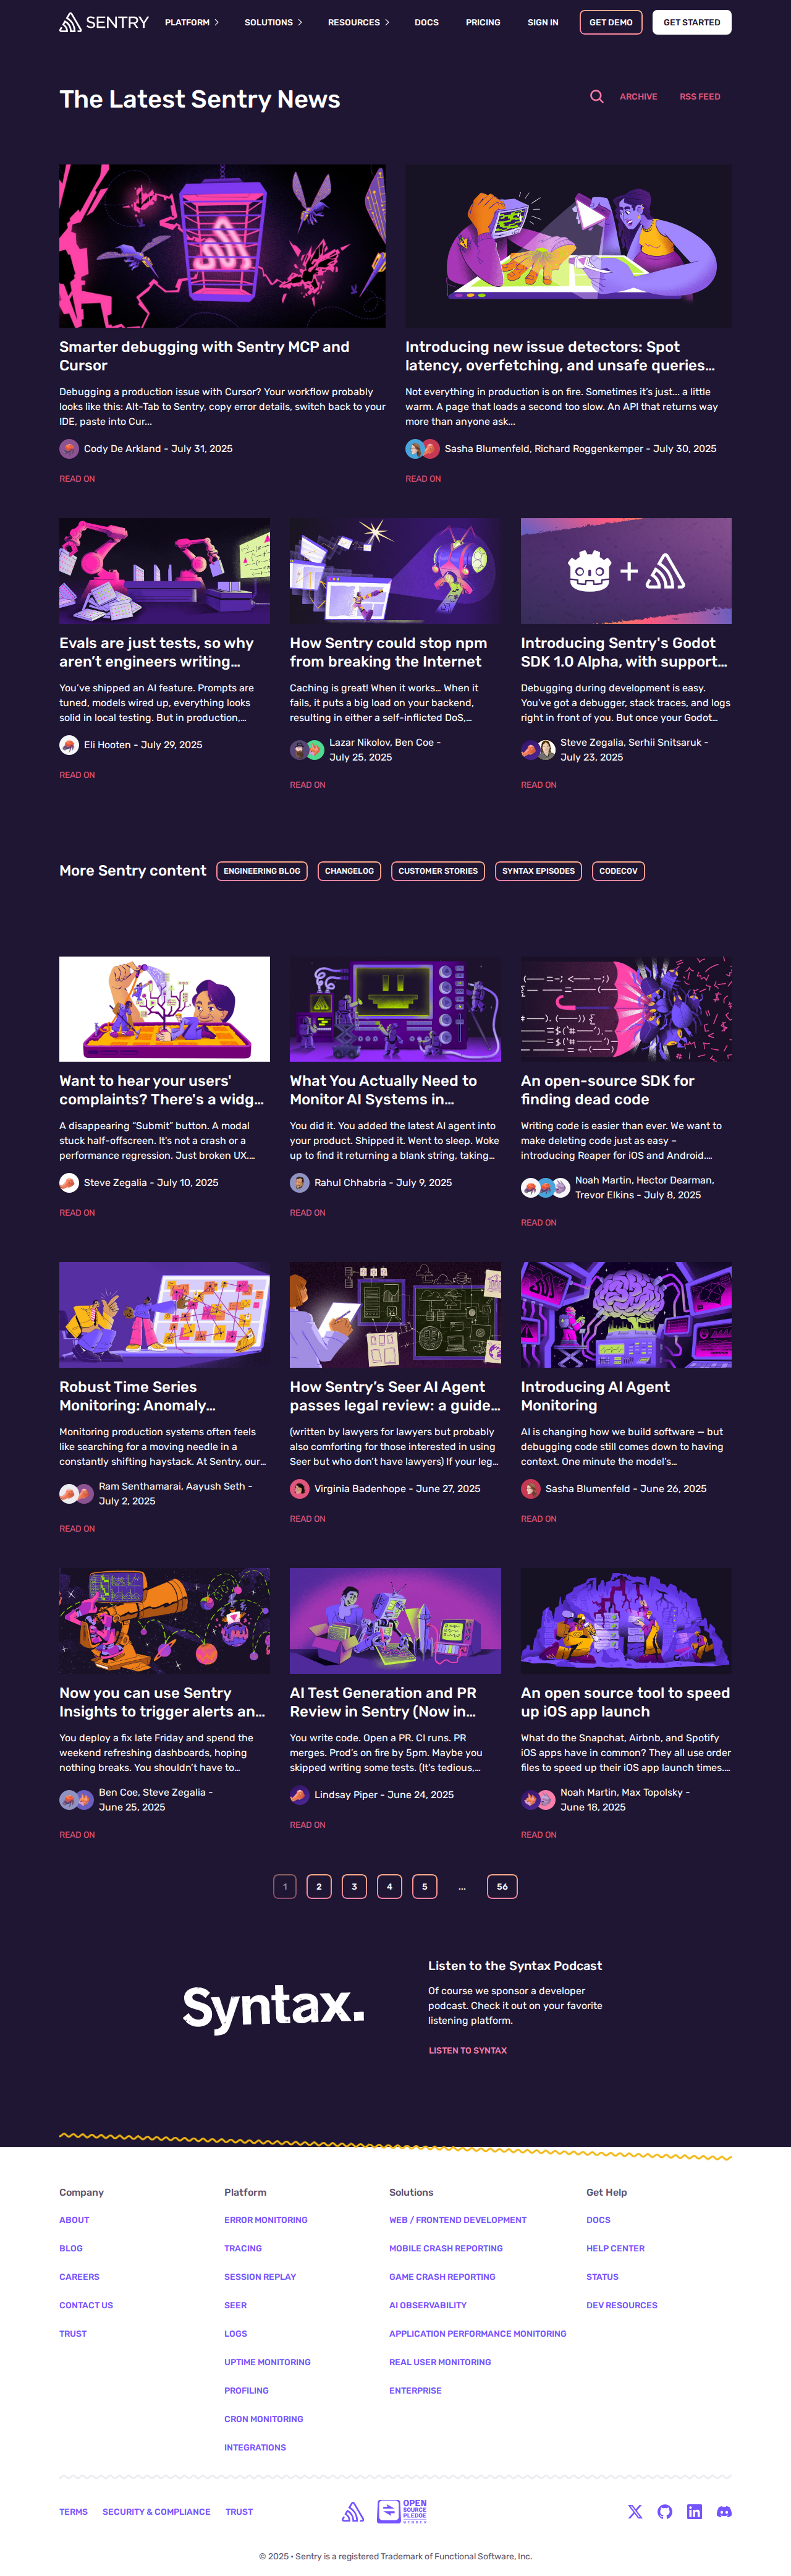 SENTRY
PLATFORM
SOLUTIONS
RESOURCES
DOCS
PRICING
SIGN IN
GET DEMO
GET STARTED
The Latest Sentry News
ARCHIVE
RSS FEED
Smarter debugging with Sentry MCP and
Cursor
Debugging a production issue with Cursor? Your workflow probably
looks like this: Alt-Tab to Sentry, copy error details, switch back to your
IDE, paste into Cur...
Cody De Arkland - July 31, 2025
READ ON
Introducing new issue detectors: Spot
latency, overfetching, and unsafe queries...
Not everything in production is on fire. Sometimes it's just... a little
warm. A page that loads a second too slow. An API that returns way
more than anyone ask...
Sasha Blumenfeld, Richard Roggenkemper - July 30, 2025
READ ON
Evals are just tests, so why
aren't engineers writing...
You've shipped an AI feature. Prompts are
tuned, models wired up, everything looks
solid in local testing. But in production,...
Eli Hooten - July 29, 2025
READ ON
How Sentry could stop npm
from breaking the Internet
Caching is great! When it works... When it
fails, it puts a big load on your backend,
resulting in either a self-inflicted DoS,...
Lazar Nikolov, Ben Coe -
July 25, 2025
READ ON
Introducing Sentry's Godot
SDK 1.0 Alpha, with support...
Debugging during development is easy.
You've got a debugger, stack traces, and logs
right in front of you. But once your Godot...
Steve Zegalia, Serhii Snitsaruk -
July 23, 2025
READ ON
More Sentry content
ENGINEERING BLOG
CHANGELOG
CUSTOMER STORIES
SYNTAX EPISODES
CODECOV
Want to hear your users'
complaints? There's a widg...
A disappearing "Submit" button. A modal
stuck half-offscreen. It's not a crash or a
performance regression. Just broken UX....
Steve Zegalia - July 10, 2025
READ ON
What You Actually Need to
Monitor AI Systems in...
You did it. You added the latest AI agent into
your product. Shipped it. Went to sleep. Woke
up to find it returning a blank string, taking...
Rahul Chhabria - July 9, 2025
READ ON
An open-source SDK for
finding dead code
Writing code is easier than ever. We want to
make deleting code just as easy –
introducing Reaper for iOS and Android....
Noah Martin, Hector Dearman,
Trevor Elkins - July 8, 2025
READ ON
Robust Time Series
Monitoring: Anomaly...
Monitoring production systems often feels
like searching for a moving needle in a
constantly shifting haystack. At Sentry, our...
Ram Senthamarai, Aayush Seth -
July 2, 2025
READ ON
How Sentry's Seer AI Agent
passes legal review: a guide...
(written by lawyers for lawyers but probably
also comforting for those interested in using
Seer but who don't have lawyers) If your leg...
Virginia Badenhope - June 27, 2025
READ ON
Introducing AI Agent
Monitoring
AI is changing how we build software — but
debugging code still comes down to having
context. One minute the model's...
Sasha Blumenfeld - June 26, 2025
READ ON
Now you can use Sentry
Insights to trigger alerts an...
You deploy a fix late Friday and spend the
weekend refreshing dashboards, hoping
nothing breaks. You shouldn't have to...
Ben Coe, Steve Zegalia -
June 25, 2025
READ ON
AI Test Generation and PR
Review in Sentry (Now in...
You write code. Open a PR. CI runs. PR
merges. Prod's on fire by 5pm. Maybe you
skipped writing some tests. (It's tedious,...
Lindsay Piper - June 24, 2025
READ ON
An open source tool to speed
up iOS app launch
What do the Snapchat, Airbnb, and Spotify
iOS apps have in common? They all use order
files to speed up their iOS app launch times....
Noah Martin, Max Topolsky -
June 18, 2025
READ ON
1
2
3
4
5
...
56
Syntax.
Listen to the Syntax Podcast
Of course we sponsor a developer
podcast. Check it out on your favorite
listening platform.
LISTEN TO SYNTAX
Company
ABOUT
BLOG
CAREERS
CONTACT US
TRUST
Platform
ERROR MONITORING
TRACING
SESSION REPLAY
SEER
LOGS
UPTIME MONITORING
PROFILING
CRON MONITORING
INTEGRATIONS
Solutions
WEB / FRONTEND DEVELOPMENT
MOBILE CRASH REPORTING
GAME CRASH REPORTING
AI OBSERVABILITY
APPLICATION PERFORMANCE MONITORING
REAL USER MONITORING
ENTERPRISE
Get Help
DOCS
HELP CENTER
STATUS
DEV RESOURCES
TERMS
SECURITY & COMPLIANCE
TRUST
OPEN
SOURCE
PLEDGE
MEMBER
© 2025 • Sentry is a registered Trademark of Functional Software, Inc.